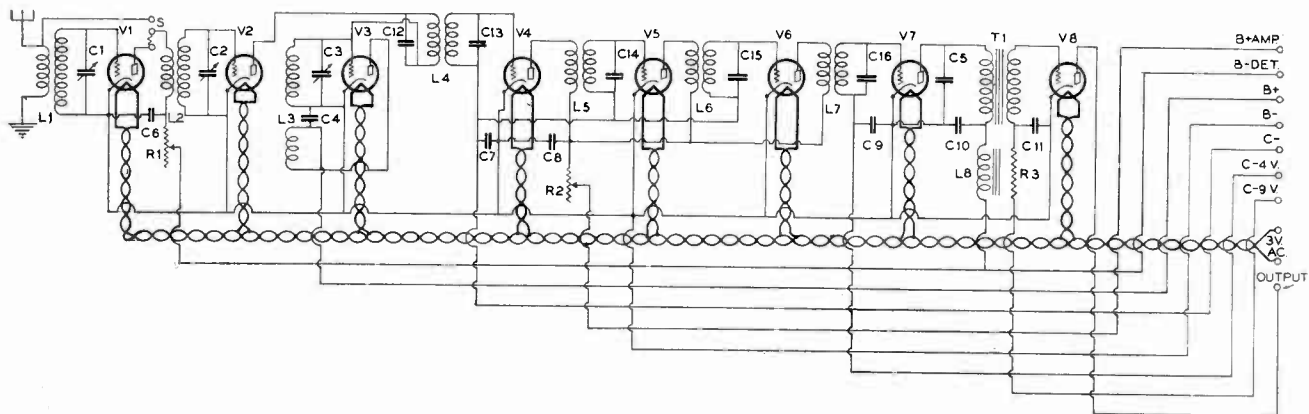 S
V1
V2
V3
C12
C13
V4
V5
V6
V7
T1
V8
C1
C2
C3
L4
C14
C15
C16
C5
B+AMP.
B-DET.
B+
B-
C-
C-4 V.
C-9 V.
3V.
AC.
OUTPUT
L1
C6
L2
R1
L3
C4
C7
C8
L5
R2
L6
L7
C9
C10
L8
C11
R3